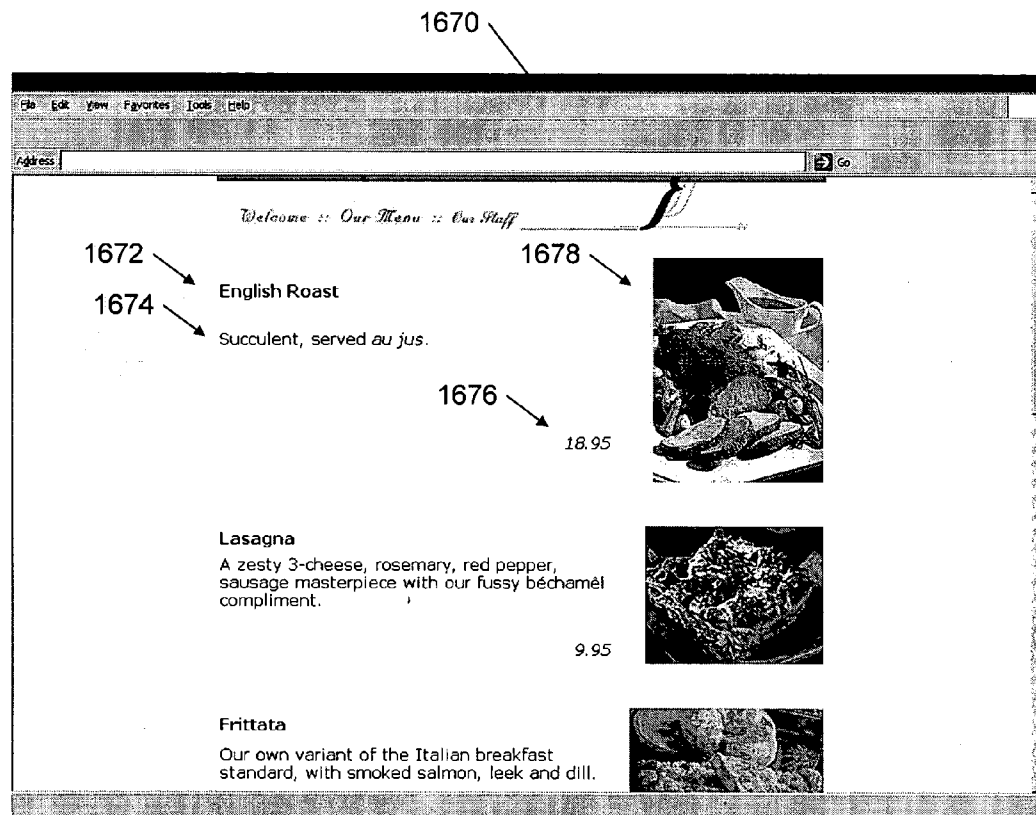 1670
File Edit View Favorites Tools Help
Address Go
Welcome :: Our Menu :: Our Staff
1672
1678
English Roast
1674
Succulent, served au jus.
1676
18.95
Lasagna
A zesty 3-cheese, rosemary, red pepper,
sausage masterpiece with our fussy béchamèl
compliment.
9.95
Frittata
Our own variant of the Italian breakfast
standard, with smoked salmon, leek and dill.